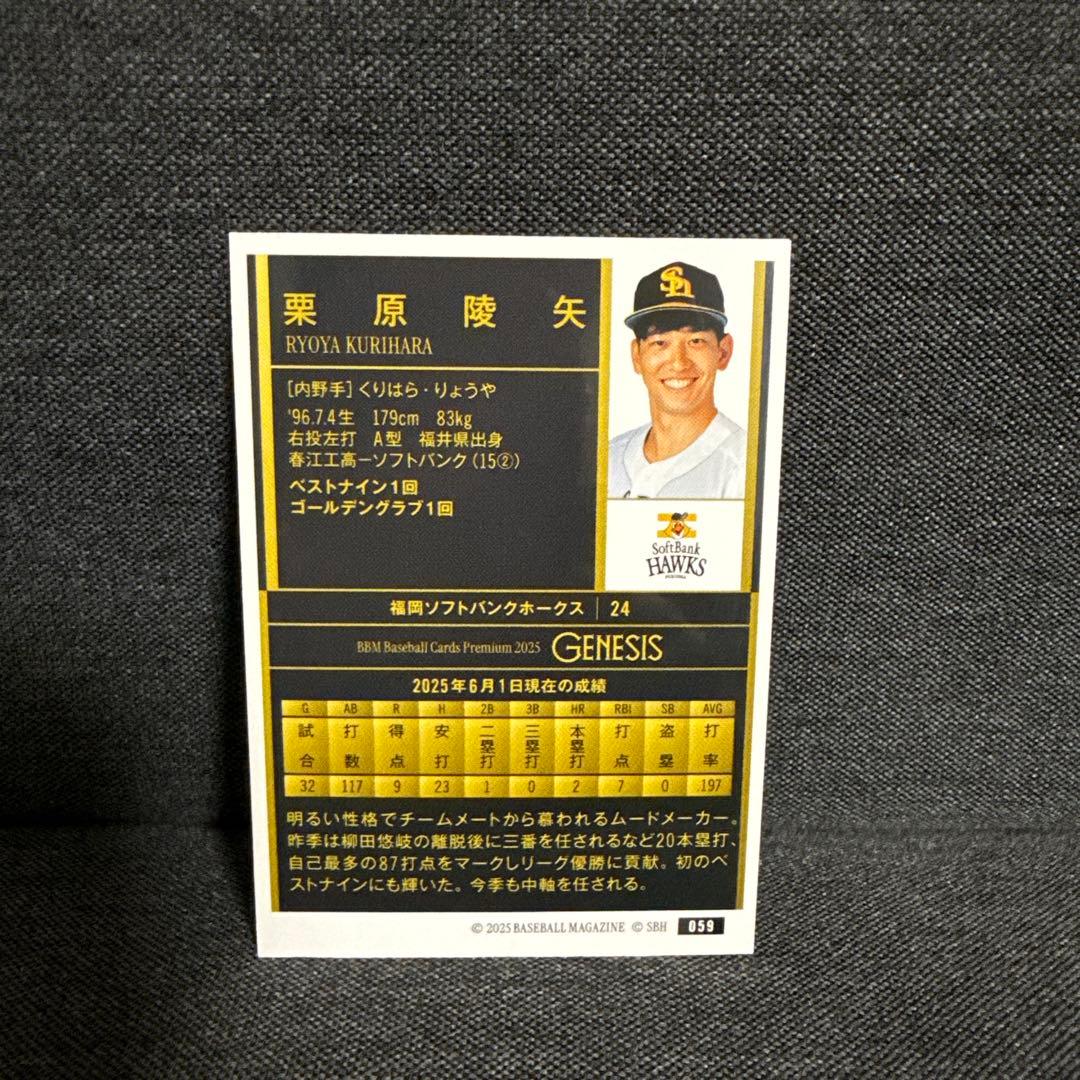 栗原陵矢
RYOYA KURIHARA
[内野手]くりはら・りょうや
'96.7.4生 179cm 83kg
右投左打 A型 福井県出身
春江工高ーソフトバンク(15②)
ベストナイン1回
ゴールデングラブ1回
SH
SoftBank
HAWKS
福岡ソフトバンクホークス | 24
BBM Baseball Cards Premium 2025 GENESIS
2025年6月1日現在の成績
G AB R H 2B 3B HR RBI SB AVG
試合 打数 得点 安打 二塁打 三塁打 本塁打 打点 盗塁 打率
32 117 9 23 1 0 2 7 0 .197
明るい性格でチームメートから慕われるムードメーカー。
昨季は柳田悠岐の離脱後に三番を任されるなど20本塁打、
自己最多の87打点をマークしリーグ優勝に貢献。初のベ
ストナインにも輝いた。今季も中軸を任される。
© 2025 BASEBALL MAGAZINE © SBH 059